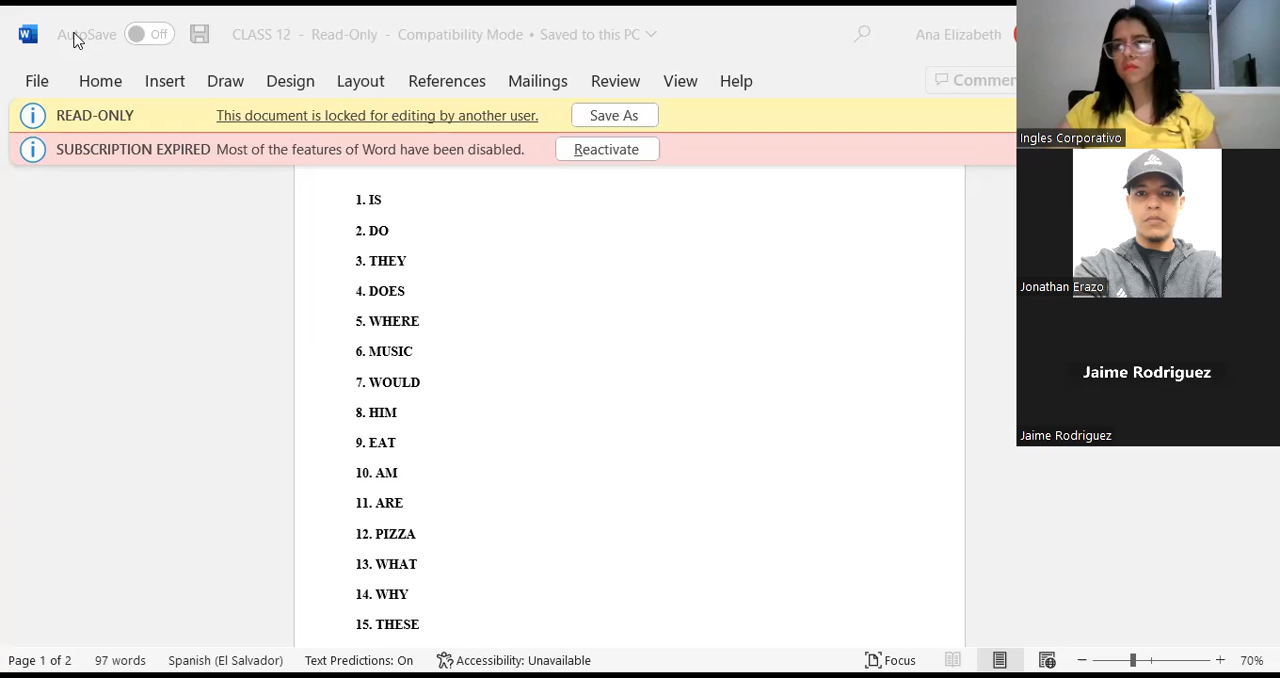 AutoSave Off CLASS 12 - Read-Only - Compatibility Mode • Saved to this PC Ana Elizabeth
File Home Insert Draw Design Layout References Mailings Review View Help
READ-ONLY This document is locked for editing by another user. Save As
SUBSCRIPTION EXPIRED Most of the features of Word have been disabled. Reactivate
1. IS
2. DO
3. THEY
4. DOES
5. WHERE
6. MUSIC
7. WOULD
8. HIM
9. EAT
10. AM
11. ARE
12. PIZZA
13. WHAT
14. WHY
15. THESE
Page 1 of 2 97 words Spanish (El Salvador) Text Predictions: On Accessibility: Unavailable Focus 70%
Ingles Corporativo
Jonathan Erazo
Jaime Rodriguez
Jaime Rodriguez